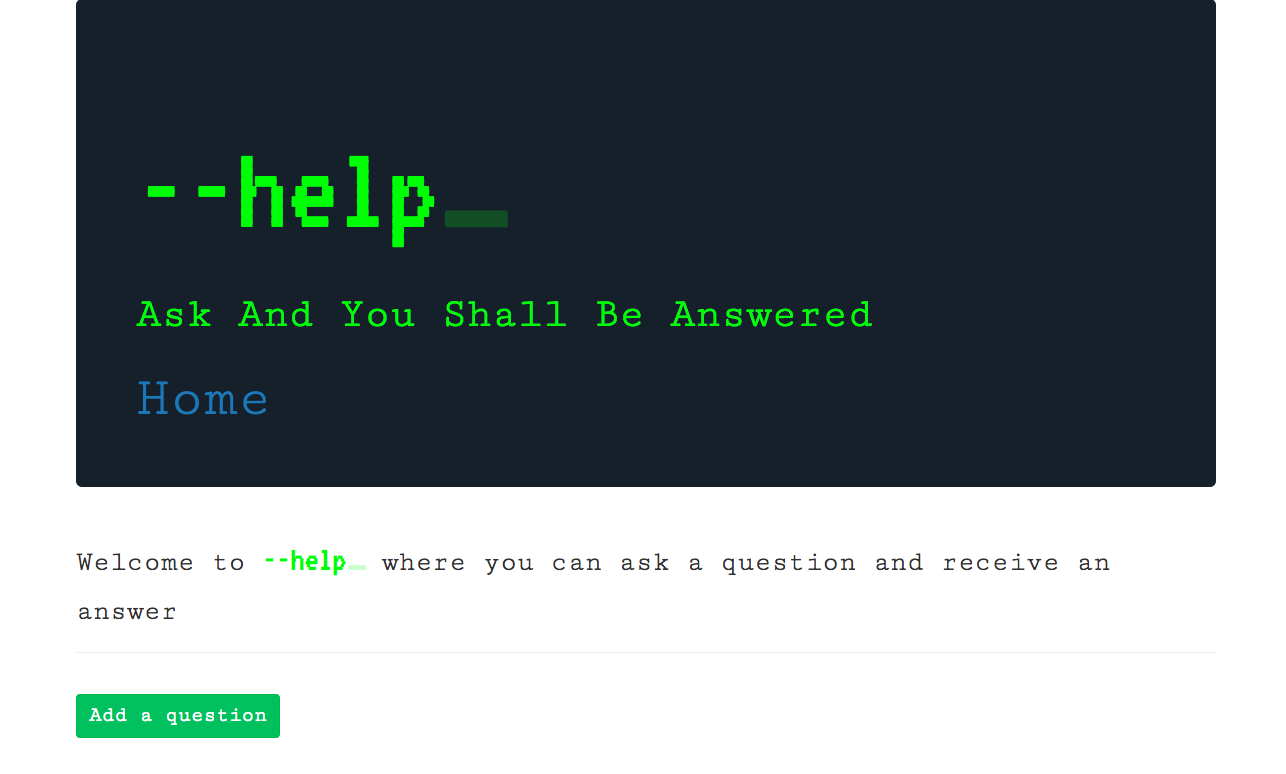 --help_
Ask And You Shall Be Answered
Home
Welcome to --help_ where you can ask a question and receive an
answer
Add a question